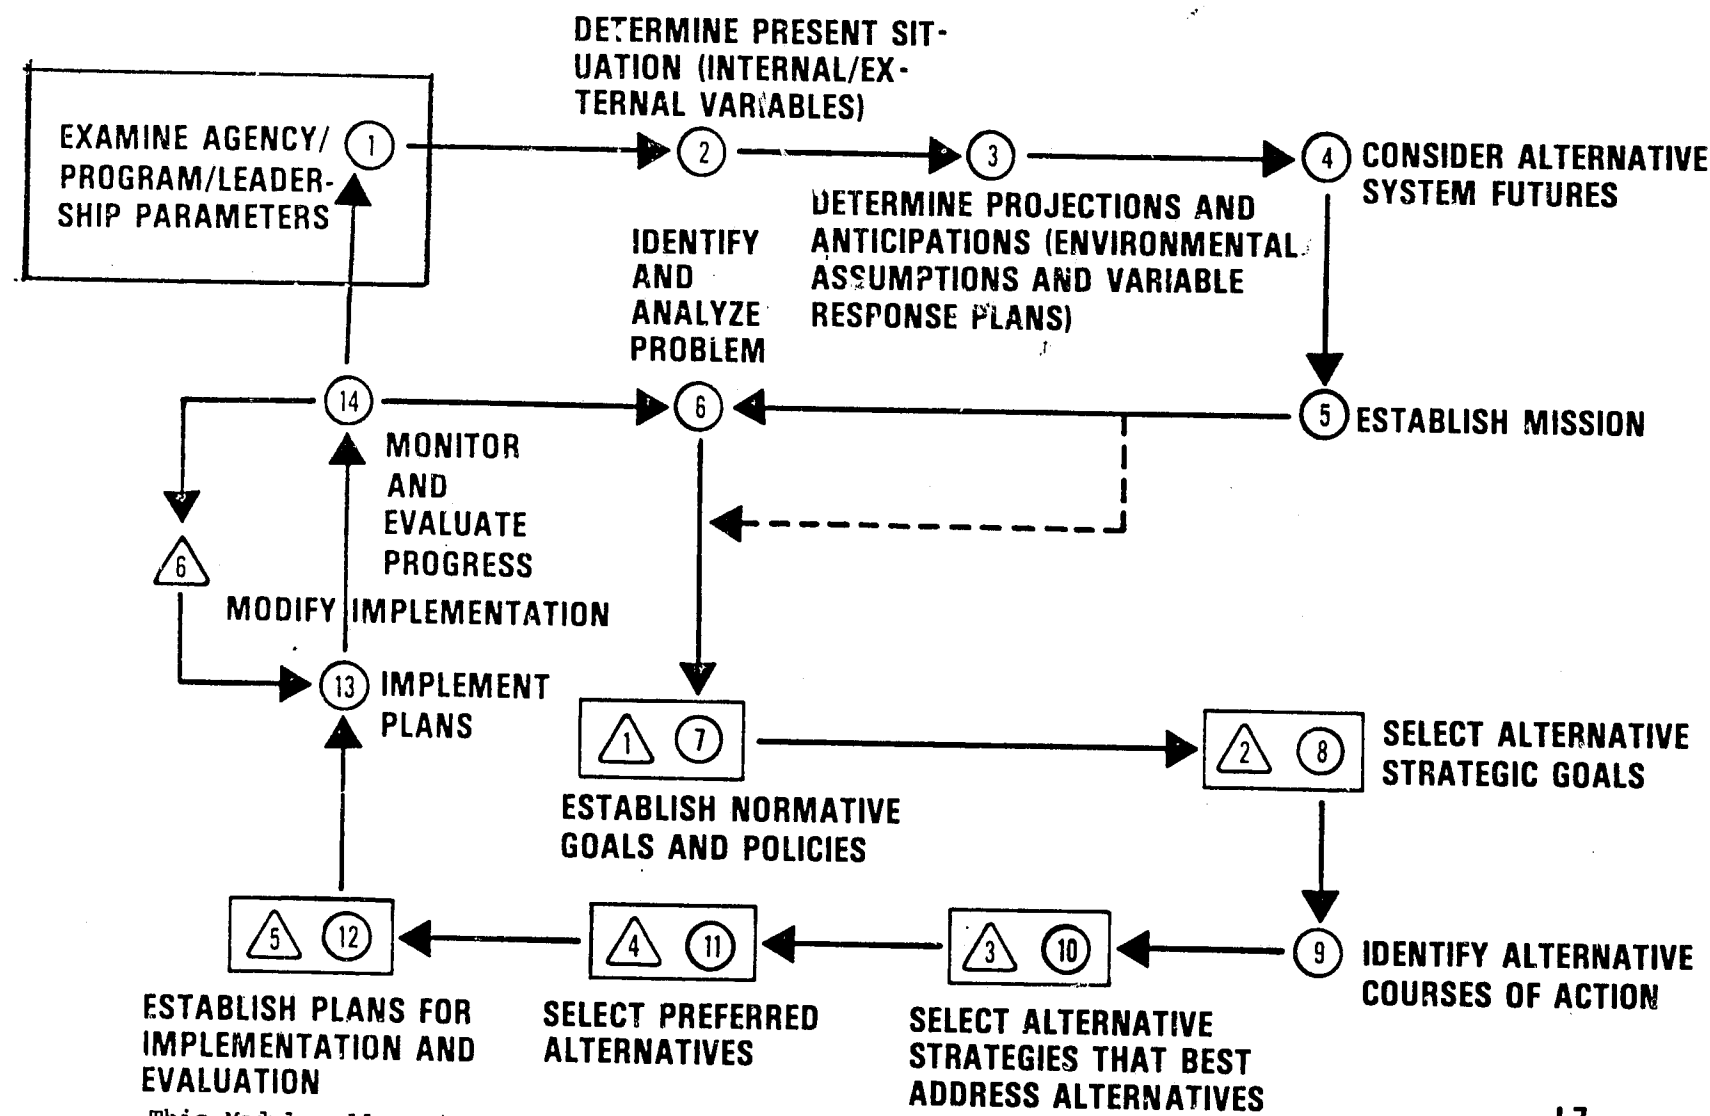 DETERMINE PRESENT SIT-
UATION (INTERNAL/EX-
TERNAL VARIABLES)
EXAMINE AGENCY/
PROGRAM/LEADER-
SHIP PARAMETERS
1
2
3
4
CONSIDER ALTERNATIVE
SYSTEM FUTURES
DETERMINE PROJECTIONS AND
ANTICIPATIONS (ENVIRONMENTAL
ASSUMPTIONS AND VARIABLE
RESPONSE PLANS)
IDENTIFY
AND
ANALYZE
PROBLEM
14
6
5
ESTABLISH MISSION
MONITOR
AND
EVALUATE
PROGRESS
6
MODIFY IMPLEMENTATION
13
IMPLEMENT
PLANS
1 7
2 8
SELECT ALTERNATIVE
STRATEGIC GOALS
ESTABLISH NORMATIVE
GOALS AND POLICIES
5 12
4 11
3 10
9
IDENTIFY ALTERNATIVE
COURSES OF ACTION
ESTABLISH PLANS FOR
IMPLEMENTATION AND
EVALUATION
SELECT PREFERRED
ALTERNATIVES
SELECT ALTERNATIVE
STRATEGIES THAT BEST
ADDRESS ALTERNATIVES